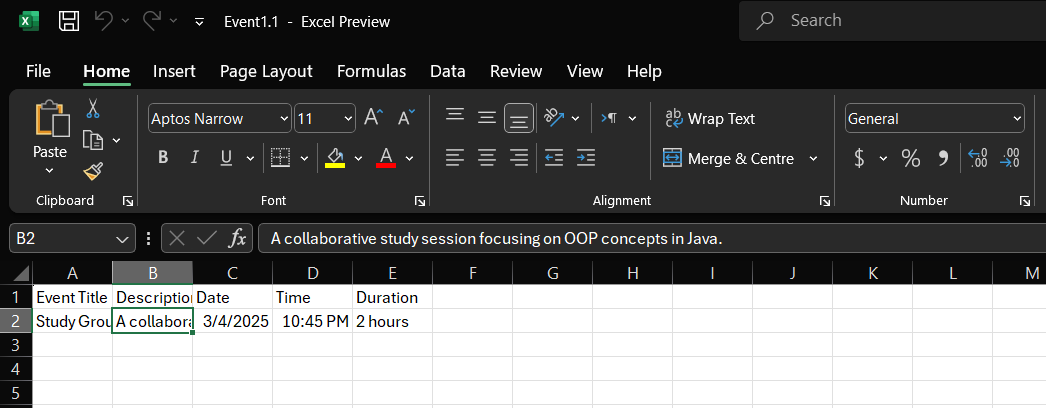 Event1.1 - Excel Preview
Search
File Home Insert Page Layout Formulas Data Review View Help
Paste
Clipboard
Aptos Narrow 11 A A
B I U A
Font
ab Wrap Text
Merge & Centre
Alignment
General
$ % 9 .00 .00 .0
Number
B2 fx A collaborative study session focusing on OOP concepts in Java.
A B C D E F G H I J K L M
1 Event Title Description Date Time Duration
2 Study Grou A collabora 3/4/2025 10:45 PM 2 hours
3
4
5